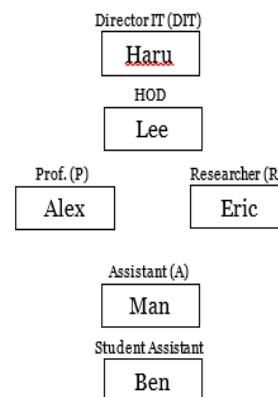 Director IT (DIT)
Haru
HOD
Lee
Prof. (P)
Researcher (R
Alex
Eric
Assistant (A)
Man
Student Assistant
Ben